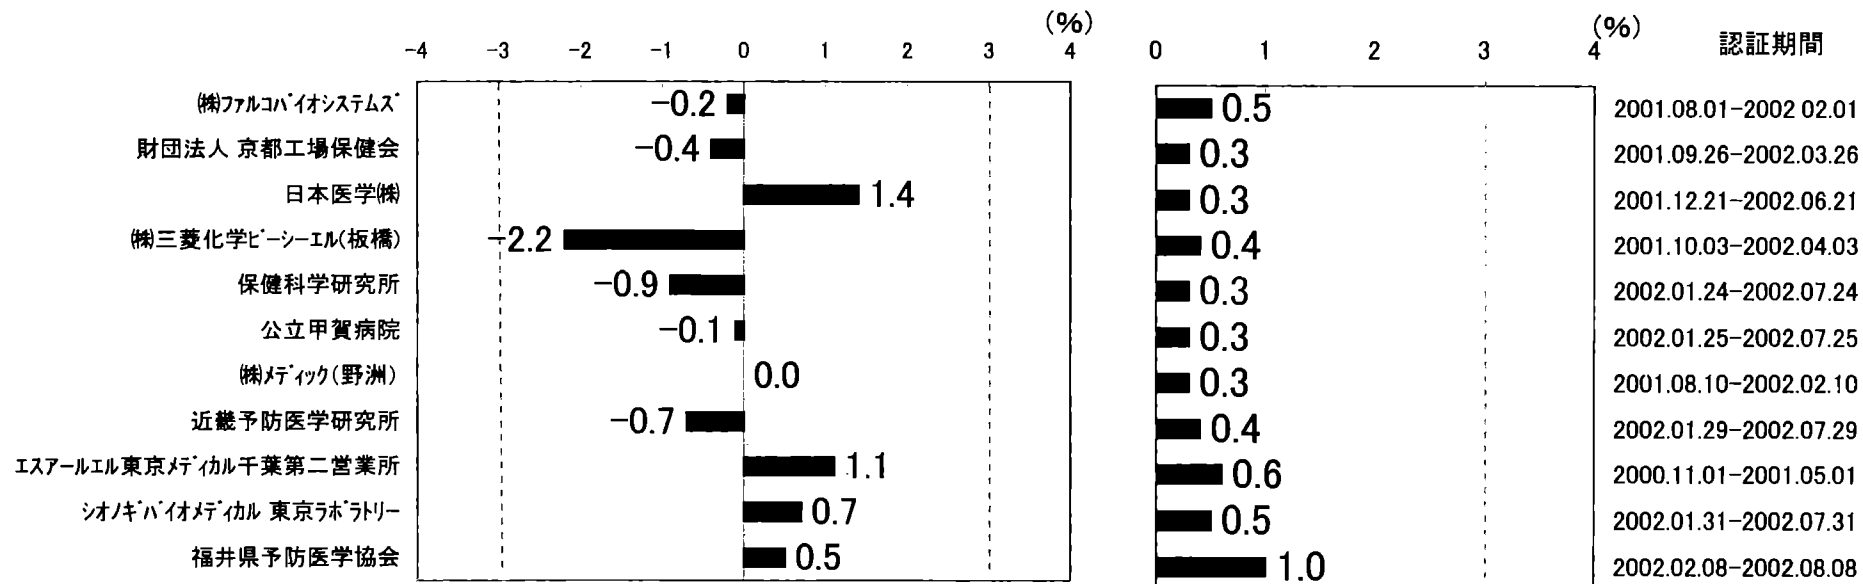 (%) (%)
-4 -3 -2 -1 0 1 2 3 4 0 1 2 3 4 認証期間
㈱ファルコバイオシステムズ -0.2 0.5 2001.08.01-2002 02.01
財団法人 京都工場保健会 -0.4 0.3 2001.09.26-2002.03.26
日本医学㈱ 1.4 0.3 2001.12.21-2002.06.21
㈱三菱化学ビーシーエル(板橋) -2.2 0.4 2001.10.03-2002.04.03
保健科学研究所 -0.9 0.3 2002.01.24-2002.07.24
公立甲賀病院 -0.1 0.3 2002.01.25-2002.07.25
㈱メディック(野洲) 0.0 0.3 2001.08.10-2002.02.10
近畿予防医学研究所 -0.7 0.4 2002.01.29-2002.07.29
エスアールエル東京メディカル千葉第二営業所 1.1 0.6 2000.11.01-2001.05.01
シオノギバイオメディカル 東京ラボラトリー 0.7 0.5 2002.01.31-2002.07.31
福井県予防医学協会 0.5 1.0 2002.02.08-2002.08.08